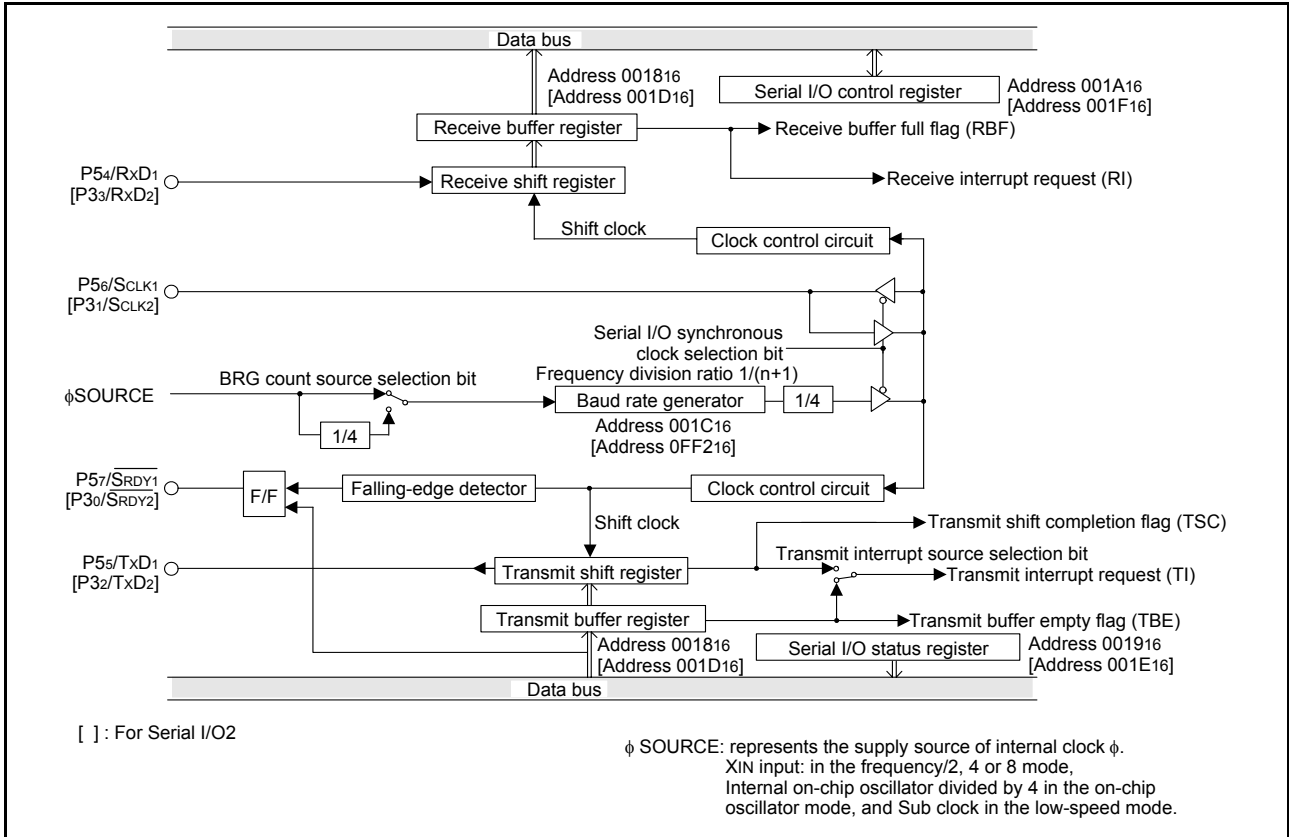 Data bus
Address 001816
[Address 001D16]
Serial I/O control register
Address 001A16
[Address 001F16]
Receive buffer register
Receive buffer full flag (RBF)
P54/RxD1
[P33/RxD2]
Receive shift register
Receive interrupt request (RI)
Shift clock
Clock control circuit
P56/SCLK1
[P31/SCLK2]
Serial I/O synchronous
clock selection bit
BRG count source selection bit
Frequency division ratio 1/(n+1)
ϕSOURCE
Baud rate generator
1/4
1/4
Address 001C16
[Address 0FF216]
P57/SRDY1
[P30/SRDY2]
F/F
Falling-edge detector
Clock control circuit
Shift clock
Transmit shift completion flag (TSC)
P55/TxD1
[P32/TxD2]
Transmit shift register
Transmit interrupt source selection bit
Transmit interrupt request (TI)
Transmit buffer register
Transmit buffer empty flag (TBE)
Address 001816
[Address 001D16]
Serial I/O status register
Address 001916
[Address 001E16]
Data bus
[ ] : For Serial I/O2
ϕ SOURCE: represents the supply source of internal clock ϕ.
XIN input: in the frequency/2, 4 or 8 mode,
Internal on-chip oscillator divided by 4 in the on-chip
oscillator mode, and Sub clock in the low-speed mode.